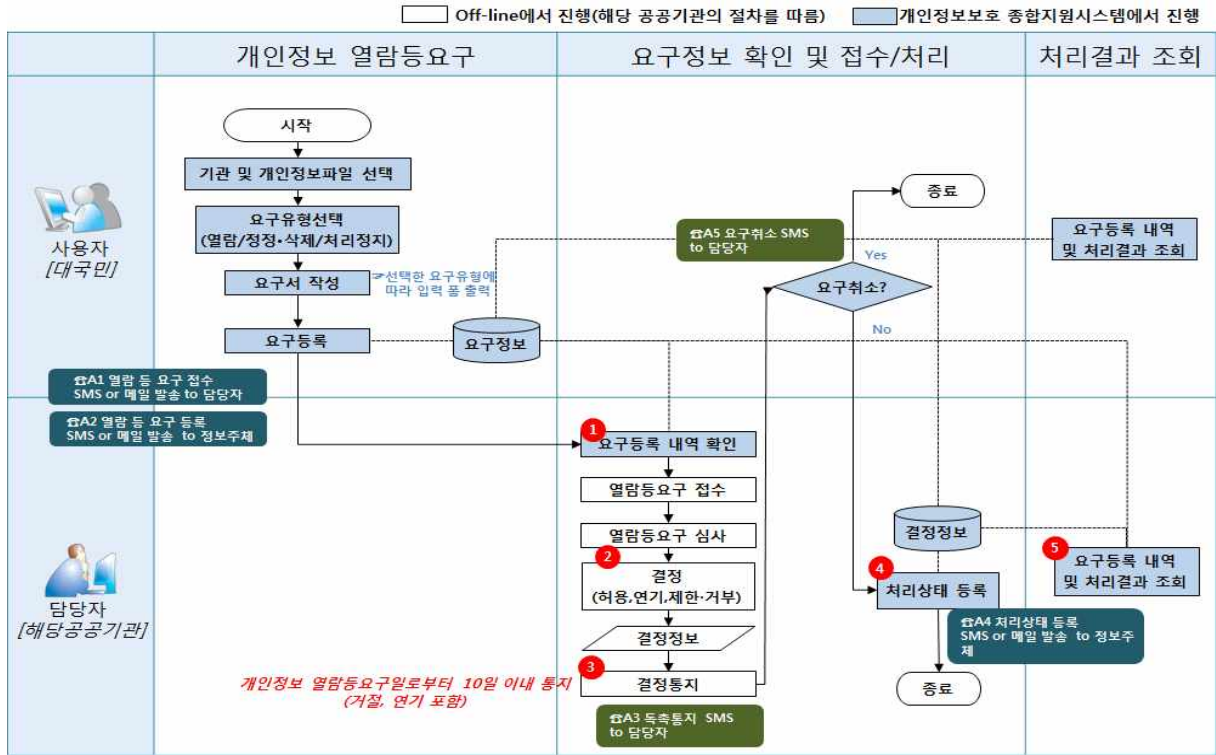 Off-line에서 진행(해당 공공기관의 절차를 따름)
개인정보보호 종합지원시스템에서 진행
개인정보 열람등요구
요구정보 확인 및 접수/처리
처리결과 조회
사용자
[대국민]
시작
기관 및 개인정보파일 선택
요구유형선택
(열람/정정•삭제/처리정지)
요구서 작성
☞선택한 요구유형에
따라 입력 폼 출력
요구등록
요구정보
☎A1 열람 등 요구 접수
SMS or 메일 발송 to 담당자
☎A2 열람 등 요구 등록
SMS or 메일 발송 to 정보주체
☎A5 요구취소 SMS
to 담당자
종료
Yes
요구취소?
No
요구등록 내역
및 처리결과 조회
담당자
[해당공공기관]
1
요구등록 내역 확인
열람등요구 접수
열람등요구 심사
2
결정
(허용,연기,제한·거부)
결정정보
3
결정통지
개인정보 열람등요구일로부터 10일 이내 통지
(거절, 연기 포함)
☎A3 독촉통지 SMS
to 담당자
결정정보
4
처리상태 등록
☎A4 처리상태 등록
SMS or 메일 발송 to 정보주
체
종료
5
요구등록 내역
및 처리결과 조회